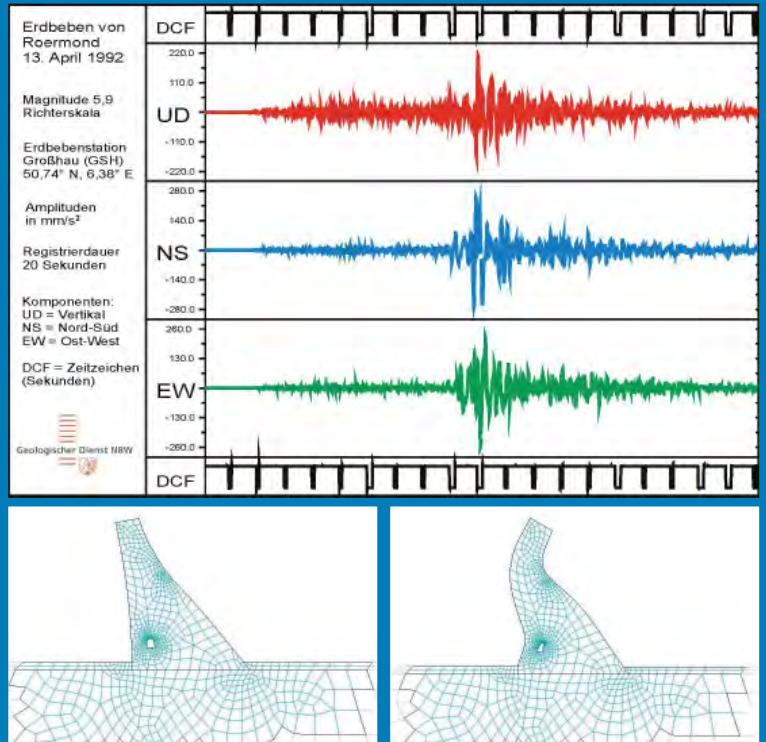 Erdbeben von
Roermond
13. April 1992
Magnitude 5,9
Richterskala
Erdbebenstation
Großhau (GSH)
50,74° N, 6,38° E
Amplituden
in mm/s²
Registrierdauer
20 Sekunden
Komponenten:
UD = Vertikal
NS = Nord-Süd
EW = Ost-West
DCF = Zeitzeichen
(Sekunden)
Geologischer Dienst NRW
DCF
220.0
110.0
UD
-110.0
-220.0
280.0
140.0
NS
-140.0
-280.0
260.0
130.0
EW
-130.0
-260.0
DCF